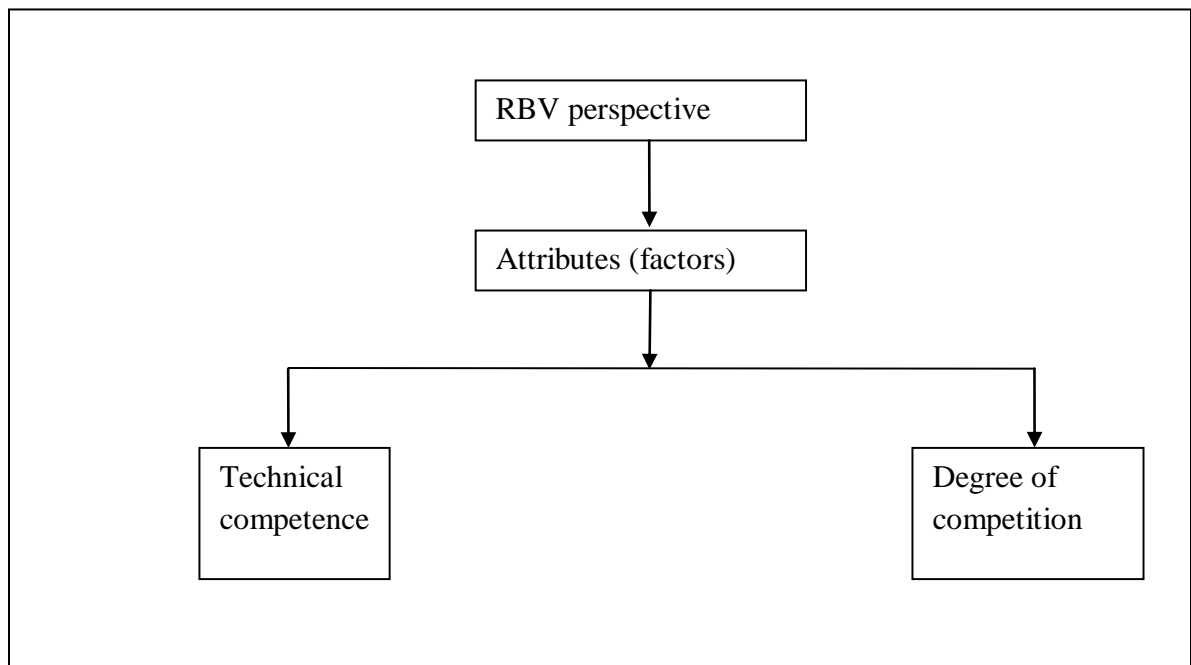 RBV perspective
Attributes (factors)
Technical
competence
Degree of
competition